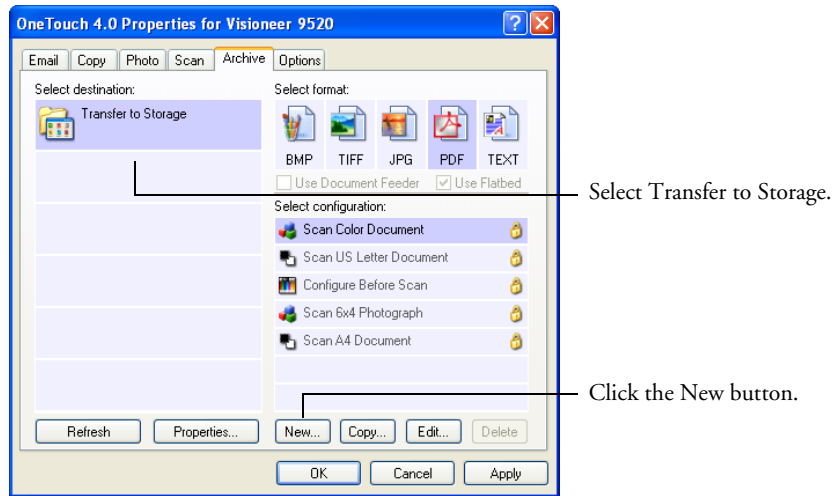 OneTouch 4.0 Properties for Visioneer 9520
Email Copy Photo Scan Archive Options
Select destination:
Transfer to Storage
Select format:
BMP TIFF JPG PDF TEXT
Use Document Feeder Use Flatbed
Select configuration:
Scan Color Document
Scan US Letter Document
Configure Before Scan
Scan 6x4 Photograph
Scan A4 Document
Refresh Properties... New... Copy... Edit... Delete
OK Cancel Apply
Select Transfer to Storage.
Click the New button.